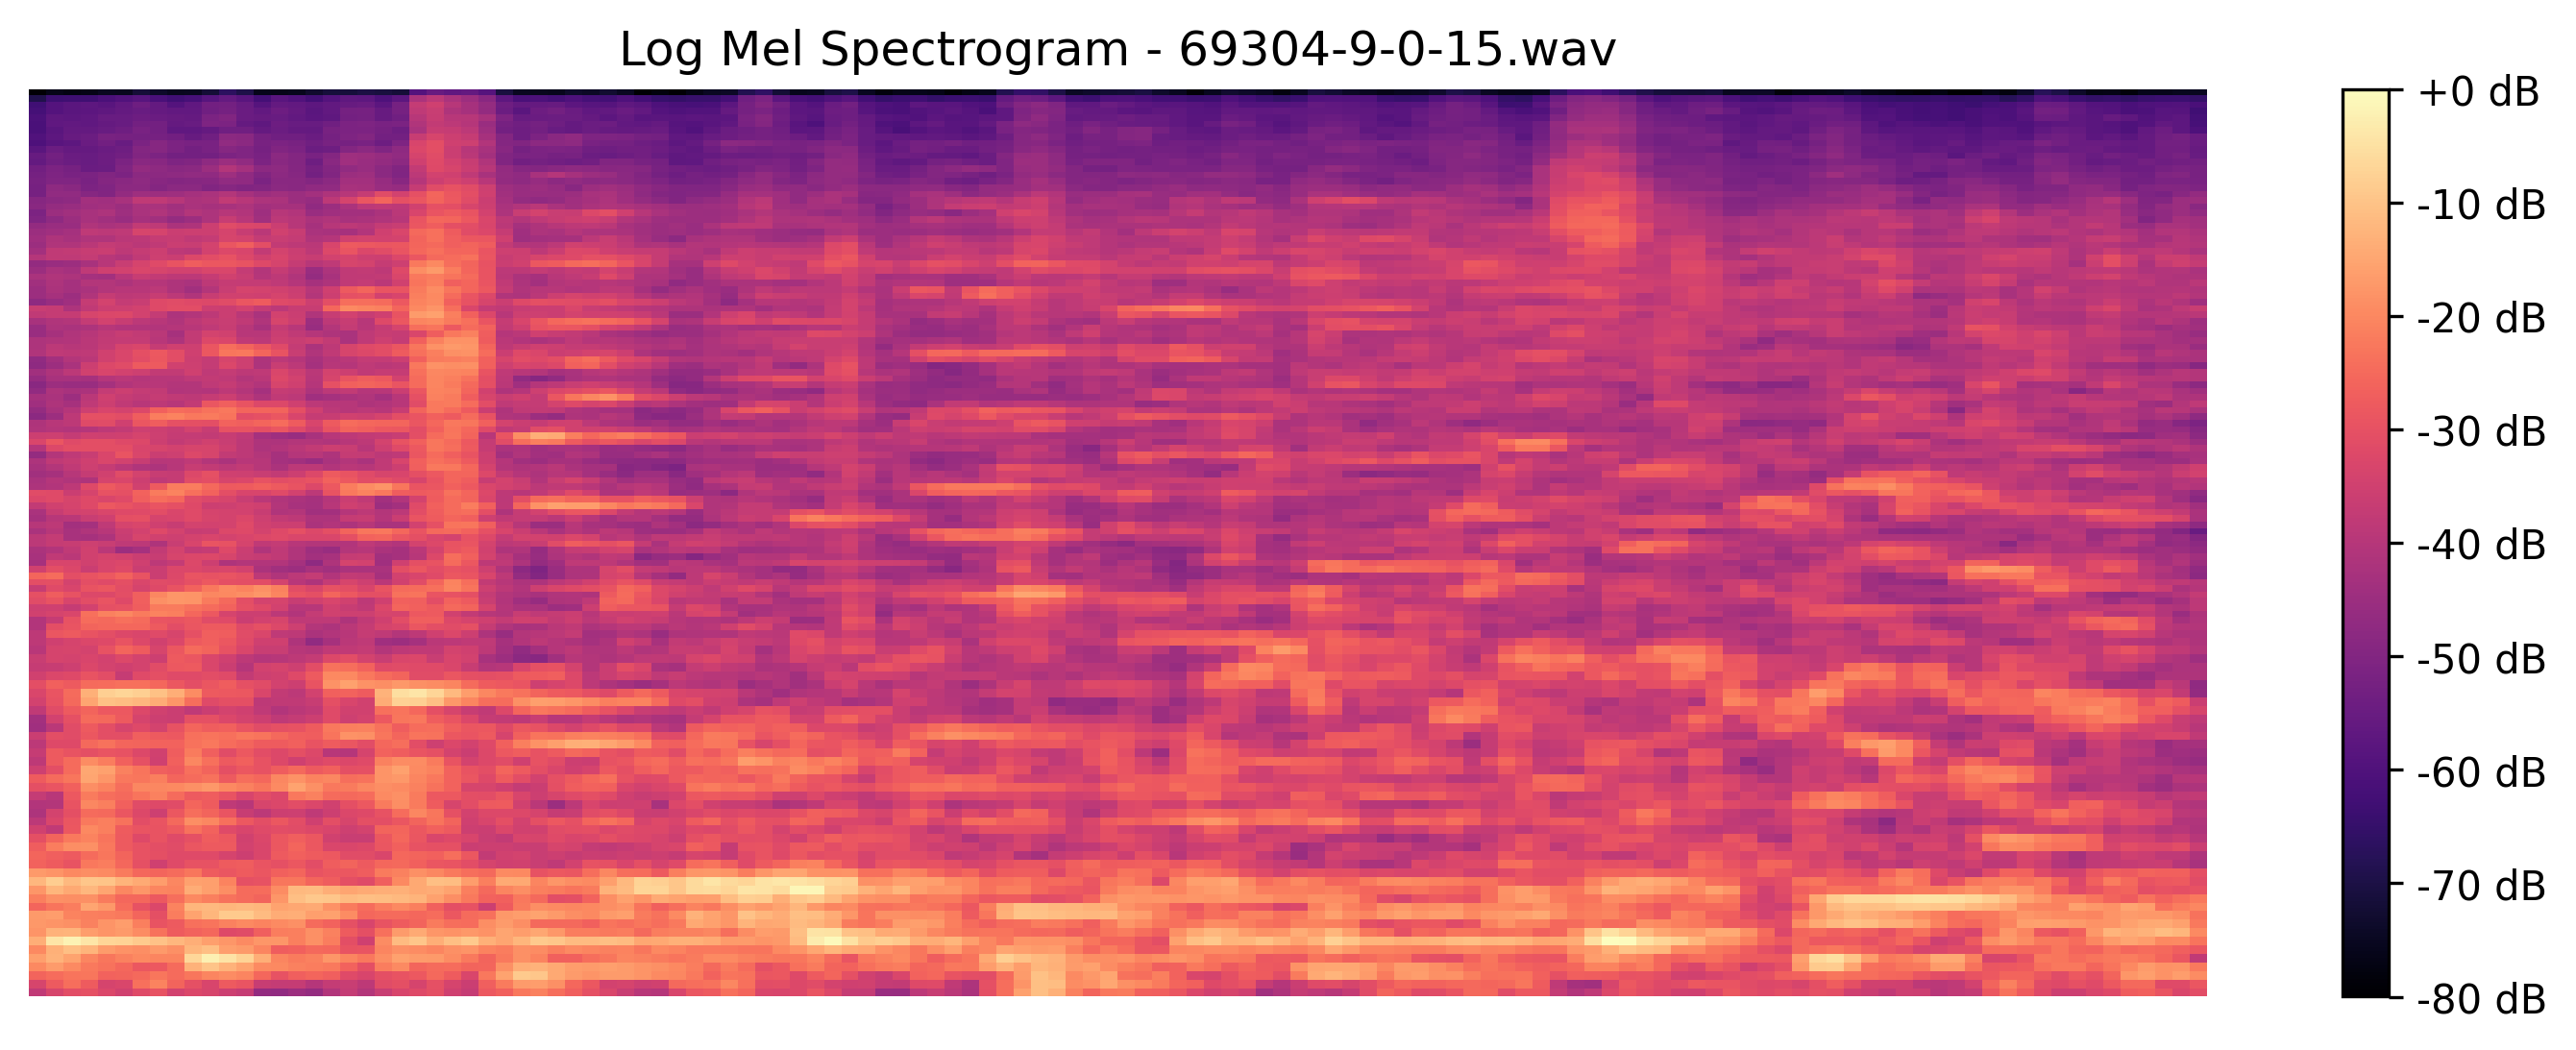 Log Mel Spectrogram - 69304-9-0-15.wav
+0 dB
-10 dB
-20 dB
-30 dB
-40 dB
-50 dB
-60 dB
-70 dB
-80 dB